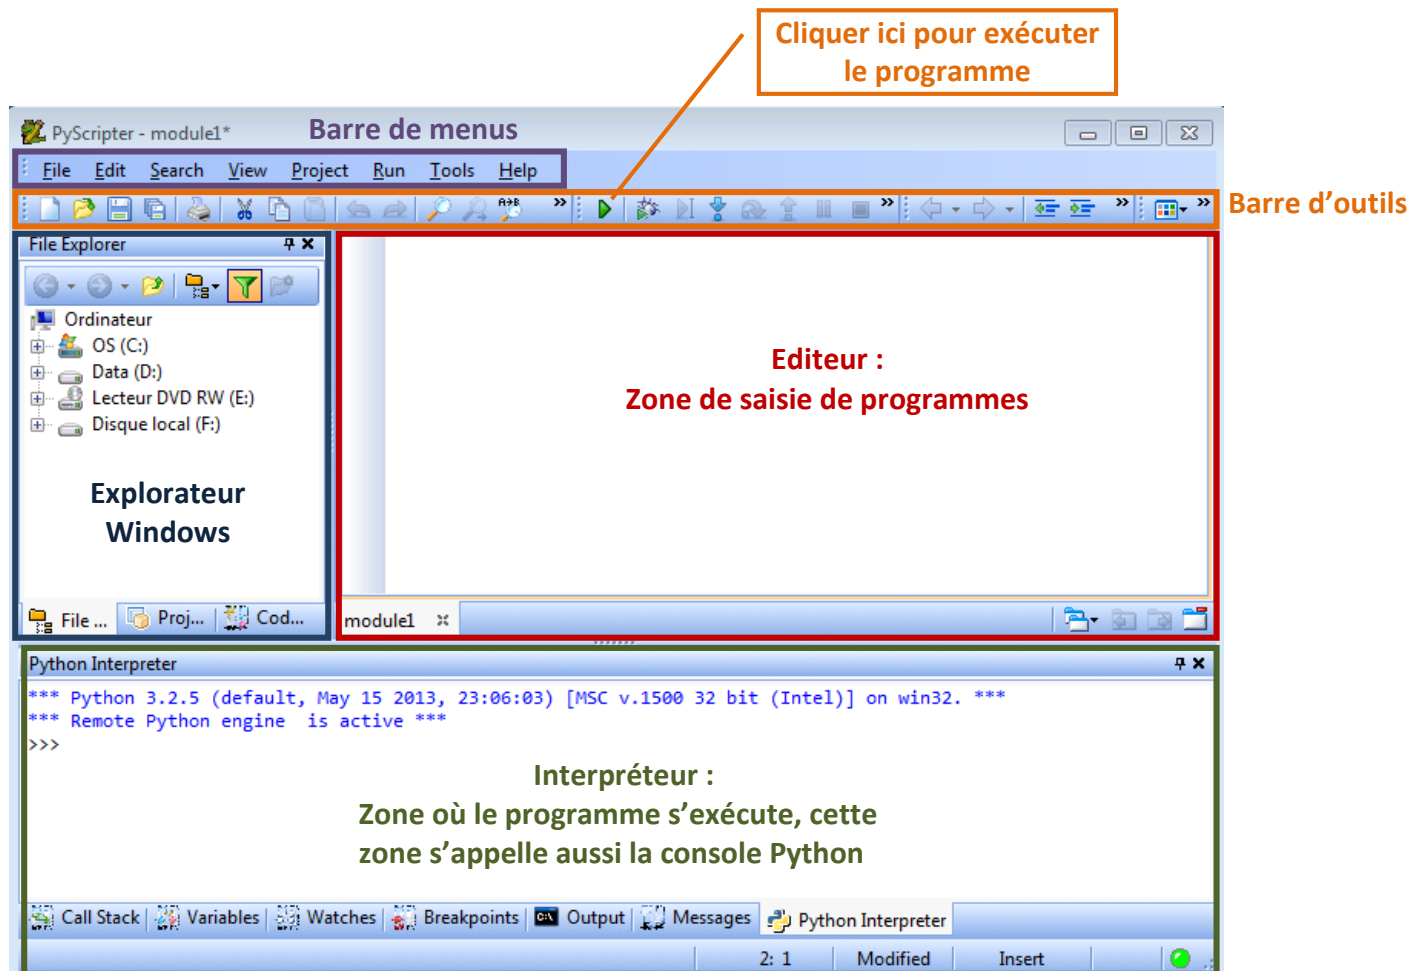 Cliquer ici pour exécuter
le programme
PyScripter - module1*
Barre de menus
File Edit Search View Project Run Tools Help
Barre d'outils
File Explorer
Ordinateur
OS (C:)
Data (D:)
Lecteur DVD RW (E:)
Disque local (F:)
Explorateur
Windows
Editeur :
Zone de saisie de programmes
File ... Proj... Cod...
module1
Python Interpreter
*** Python 3.2.5 (default, May 15 2013, 23:06:03) [MSC v.1500 32 bit (Intel)] on win32. ***
*** Remote Python engine  is active ***
>>>
Interpréteur :
Zone où le programme s'exécute, cette
zone s'appelle aussi la console Python
Call Stack Variables Watches Breakpoints Output Messages Python Interpreter
2: 1 Modified Insert